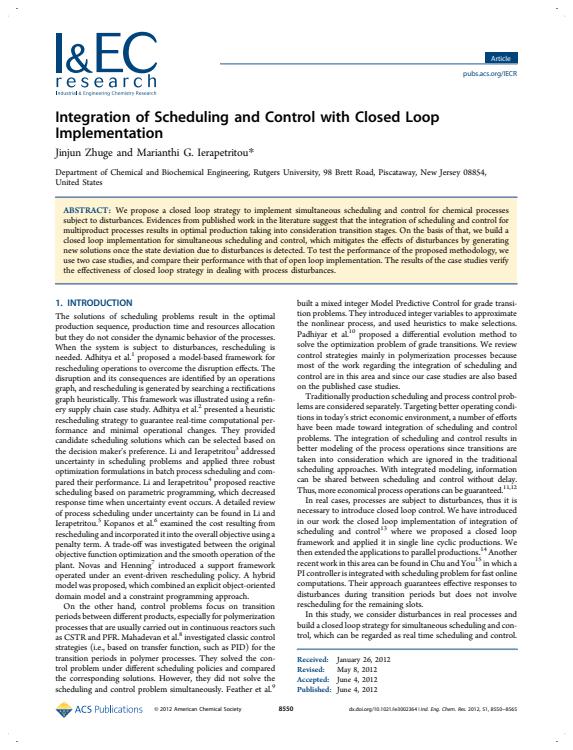 I&EC
research
Industrial & Engineering Chemistry Research
Article
pubs.acs.org/IECR
Integration of Scheduling and Control with Closed Loop
Implementation
Jinjun Zhuge and Marianthi G. Ierapetritou*
Department of Chemical and Biochemical Engineering, Rutgers University, 98 Brett Road, Piscataway, New Jersey 08854,
United States
ABSTRACT: We propose a closed loop strategy to implement simultaneous scheduling and control for chemical processes
subject to disturbances. Evidences from published work in the literature suggest that the integration of scheduling and control for
multiproduct processes results in optimal production taking into consideration transition stages. On the basis of that, we build a
closed loop implementation for simultaneous scheduling and control, which mitigates the effects of disturbances by generating
new solutions once the state deviation due to disturbances is detected. To test the performance of the proposed methodology, we
use two case studies, and compare their performance with that of open loop implementation. The results of the case studies verify
the effectiveness of closed loop strategy in dealing with process disturbances.
1. INTRODUCTION
The solutions of scheduling problems result in the optimal
production sequence, production time and resources allocation
but they do not consider the dynamic behavior of the processes.
When the system is subject to disturbances, rescheduling is
needed. Adhitya et al.1 proposed a model-based framework for
rescheduling operations to overcome the disruption effects. The
disruption and its consequences are identified by an operations
graph, and rescheduling is generated by searching a rectifications
graph heuristically. This framework was illustrated using a refin-
ery supply chain case study. Adhitya et al.2 presented a heuristic
rescheduling strategy to guarantee real-time computational per-
formance and minimal operational changes. They provided
candidate scheduling solutions which can be selected based on
the decision maker's preference. Li and Ierapetritou3 addressed
uncertainty in scheduling problems and applied three robust
optimization formulations in batch process scheduling and com-
pared their performance. Li and Ierapetritou4 proposed reactive
scheduling based on parametric programming, which decreased
response time when uncertainty event occurs. A detailed review
of process scheduling under uncertainty can be found in Li and
Ierapetritou.5 Kopanos et al.6 examined the cost resulting from
rescheduling and incorporated it into the overall objective using a
penalty term. A trade-off was investigated between the original
objective function optimization and the smooth operation of the
plant. Novas and Henning7 introduced a support framework
operated under an event-driven rescheduling policy. A hybrid
model was proposed, which combined an explicit object-oriented
domain model and a constraint programming approach.
On the other hand, control problems focus on transition
periods between different products, especially for polymerization
processes that are usually carried out in continuous reactors such
as CSTR and PFR. Mahadevan et al.8 investigated classic control
strategies (i.e., based on transfer function, such as PID) for the
transition periods in polymer processes. They solved the con-
trol problem under different scheduling policies and compared
the corresponding solutions. However, they did not solve the
scheduling and control problem simultaneously. Feather et al.9
built a mixed integer Model Predictive Control for grade transi-
tion problems. They introduced integer variables to approximate
the nonlinear process, and used heuristics to make selections.
Padhiyar et al.10 proposed a differential evolution method to
solve the optimization problem of grade transitions. We review
control strategies mainly in polymerization processes because
most of the work regarding the integration of scheduling and
control are in this area and since our case studies are also based
on the published case studies.
Traditionally production scheduling and process control prob-
lems are considered separately. Targeting better operating condi-
tions in today's strict economic environment, a number of efforts
have been made toward integration of scheduling and control
problems. The integration of scheduling and control results in
better modeling of the process operations since transitions are
taken into consideration which are ignored in the traditional
scheduling approaches. With integrated modeling, information
can be shared between scheduling and control without delay.
Thus, more economical process operations can be guaranteed.11,12
In real cases, processes are subject to disturbances, thus it is
necessary to introduce closed loop control. We have introduced
in our work the closed loop implementation of integration of
scheduling and control13 where we proposed a closed loop
framework and applied it in single line cyclic productions. We
then extended the applications to parallel productions.14 Another
recent work in this area can be found in Chu and You15 in which a
PI controller is integrated with scheduling problem for fast online
computations. Their approach guarantees effective responses to
disturbances during transition periods but does not involve
rescheduling for the remaining slots.
In this study, we consider disturbances in real processes and
build a closed loop strategy for simultaneous scheduling and con-
trol, which can be regarded as real time scheduling and control.
Received: January 26, 2012
Revised: May 8, 2012
Accepted: June 4, 2012
Published: June 4, 2012
ACS Publications © 2012 American Chemical Society
8550
dx.doi.org/10.1021/ie3002364 | Ind. Eng. Chem. Res. 2012, 51, 8550−8565